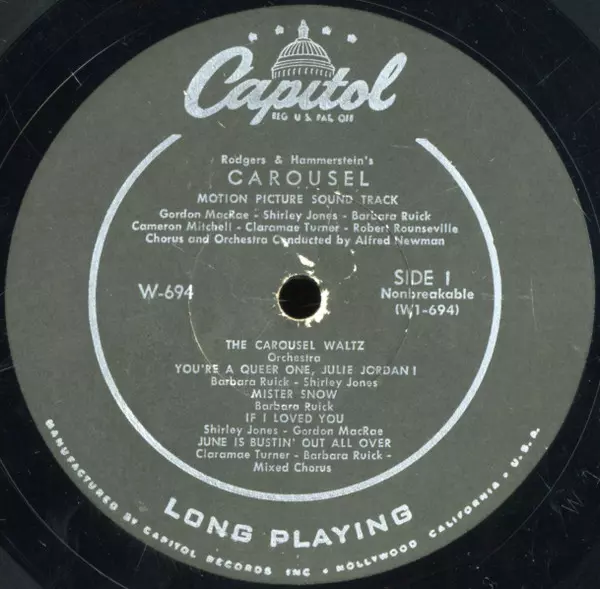 Capitol
REG U.S. PAT. OFF.
Rodgers & Hammerstein's
CAROUSEL
MOTION PICTURE SOUND TRACK
Gordon MacRae - Shirley Jones - Barbara Ruick
Cameron Mitchell - Claramae Turner - Robert Rounseville
Chorus and Orchestra Conducted by Alfred Newman
W-694
SIDE 1
Nonbreakable
(W1-694)
THE CAROUSEL WALTZ
Orchestra
YOU'RE A QUEER ONE, JULIE JORDAN!
Barbara Ruick - Shirley Jones
MISTER SNOW
Barbara Ruick
IF I LOVED YOU
Shirley Jones - Gordon MacRae
JUNE IS BUSTIN' OUT ALL OVER
Claramae Turner - Barbara Ruick -
Mixed Chorus
LONG PLAYING
MANUFACTURED BY CAPITOL RECORDS INC • HOLLYWOOD CALIFORNIA • U.S.A.